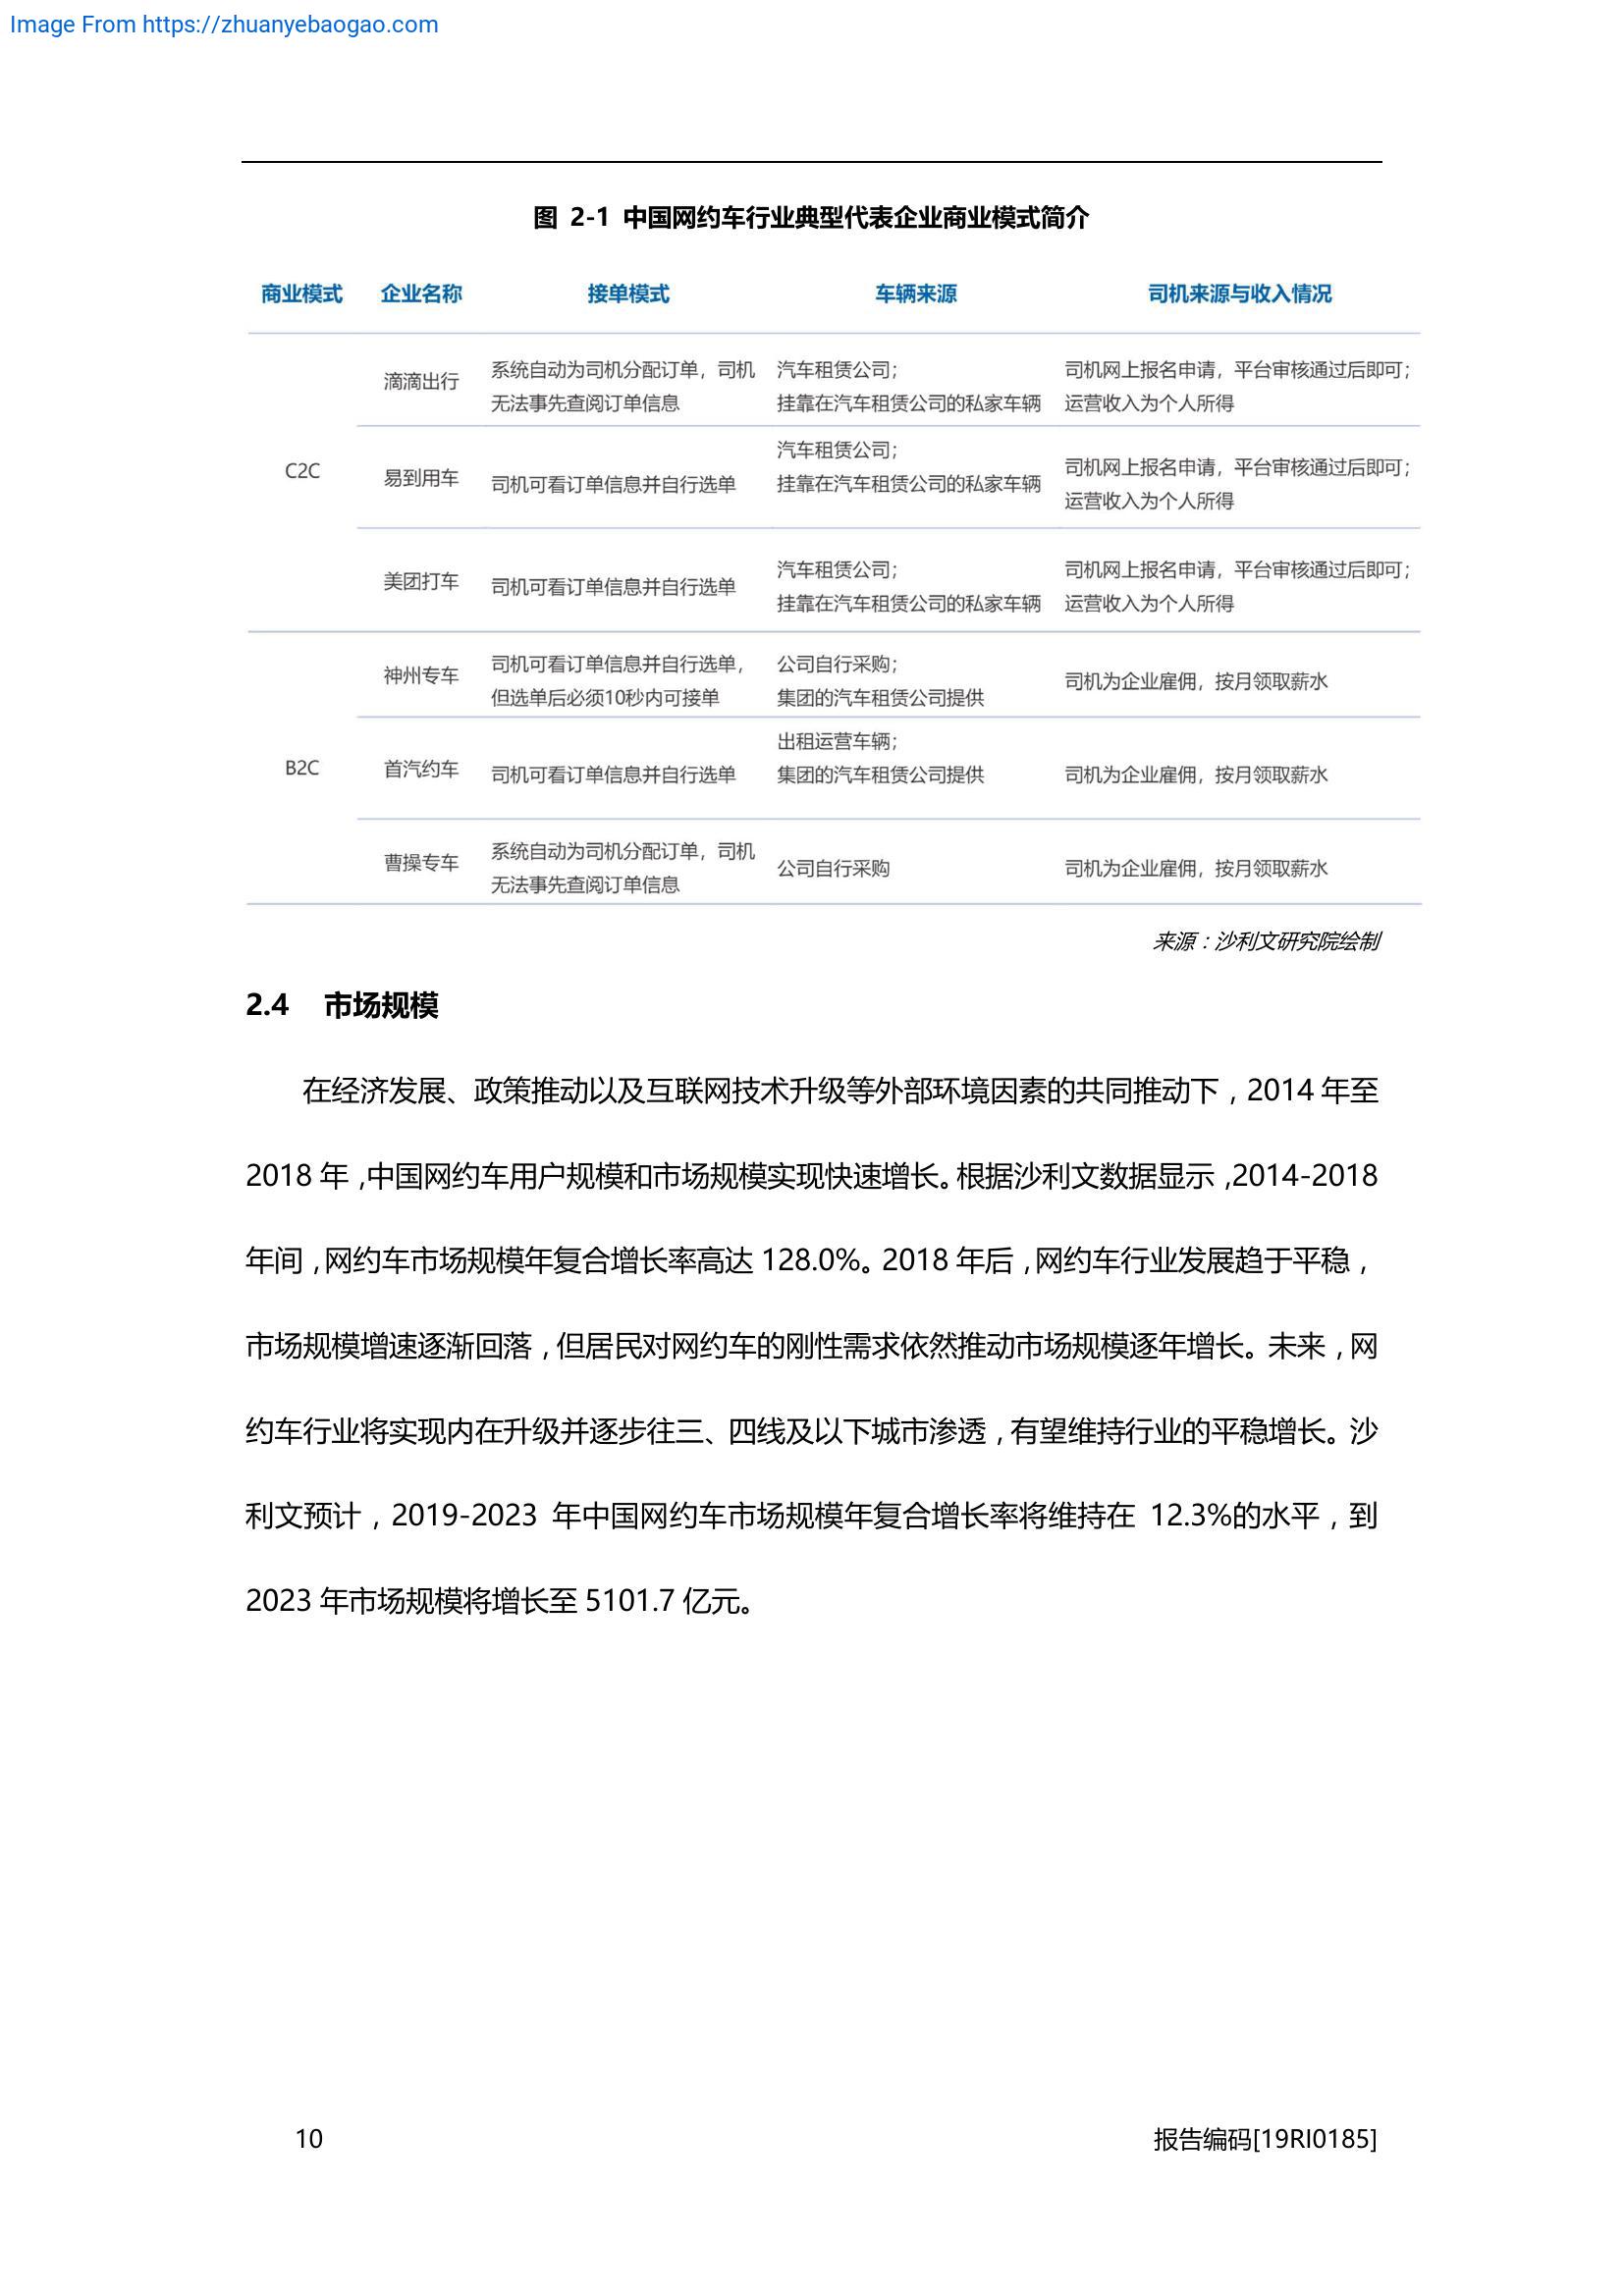 Image From https://zhuanyebaogao.com
图 2-1 中国网约车行业典型代表企业商业模式简介
商业模式 企业名称 接单模式 车辆来源 司机来源与收入情况
C2C
滴滴出行
系统自动为司机分配订单，司机
无法事先查阅订单信息
汽车租赁公司；
挂靠在汽车租赁公司的私家车辆
司机网上报名申请，平台审核通过后即可；
运营收入为个人所得
易到用车
司机可看订单信息并自行选单
汽车租赁公司；
挂靠在汽车租赁公司的私家车辆
司机网上报名申请，平台审核通过后即可；
运营收入为个人所得
美团打车
司机可看订单信息并自行选单
汽车租赁公司；
挂靠在汽车租赁公司的私家车辆
司机网上报名申请，平台审核通过后即可；
运营收入为个人所得
B2C
神州专车
司机可看订单信息并自行选单，
但选单后必须10秒内可接单
公司自行采购；
集团的汽车租赁公司提供
司机为企业雇佣，按月领取薪水
首汽约车
司机可看订单信息并自行选单
出租运营车辆；
集团的汽车租赁公司提供
司机为企业雇佣，按月领取薪水
曹操专车
系统自动为司机分配订单，司机
无法事先查阅订单信息
公司自行采购
司机为企业雇佣，按月领取薪水
来源：沙利文研究院绘制
2.4 市场规模
在经济发展、政策推动以及互联网技术升级等外部环境因素的共同推动下，2014 年至
2018 年，中国网约车用户规模和市场规模实现快速增长。根据沙利文数据显示，2014-2018
年间，网约车市场规模年复合增长率高达 128.0%。2018 年后，网约车行业发展趋于平稳，
市场规模增速逐渐回落，但居民对网约车的刚性需求依然推动市场规模逐年增长。未来，网
约车行业将实现内在升级并逐步往三、四线及以下城市渗透，有望维持行业的平稳增长。沙
利文预计，2019-2023 年中国网约车市场规模年复合增长率将维持在 12.3%的水平，到
2023 年市场规模将增长至 5101.7 亿元。
10 报告编码[19RI0185]